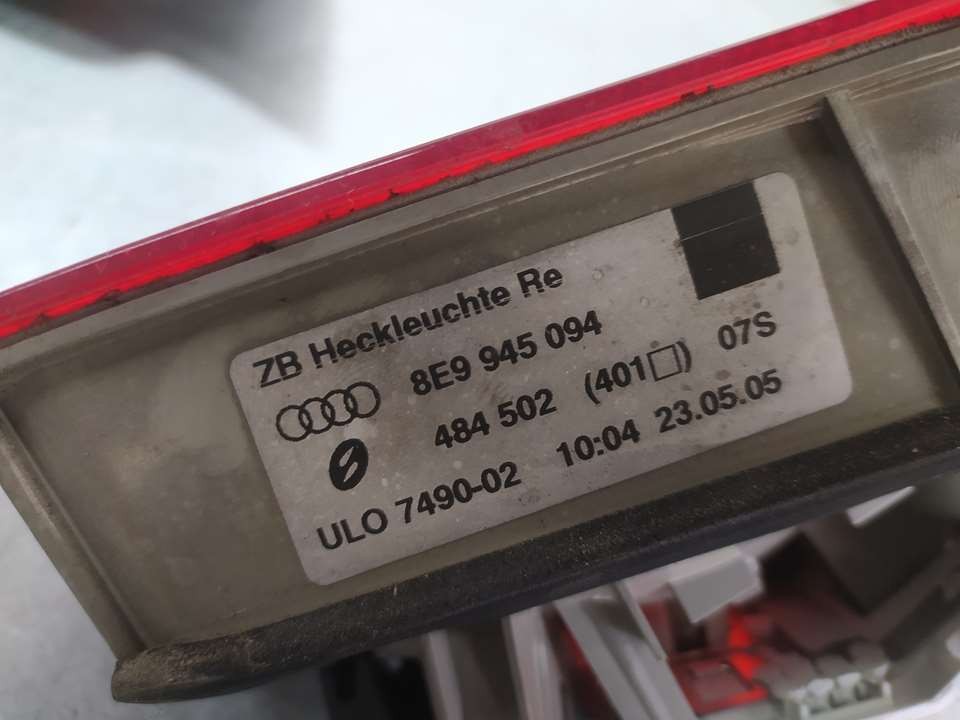 ZB Heckleuchte Re
8E9 945 094
484 502 (401□) 07S
ULO 7490-02 10:04 23.05.05